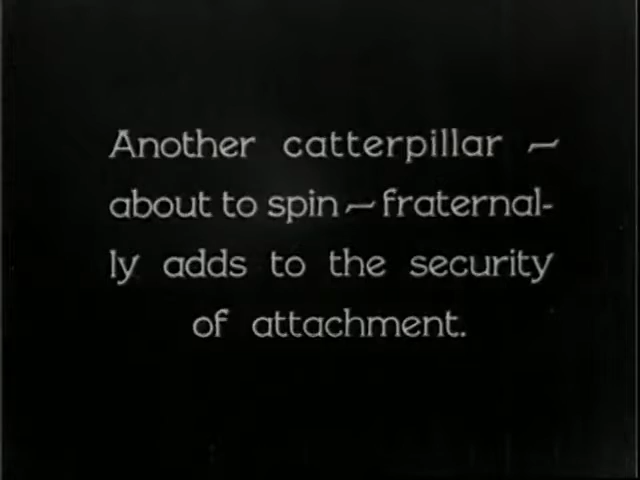 Another catterpillar —
about to spin — fraternal-
ly adds to the security
of attachment.